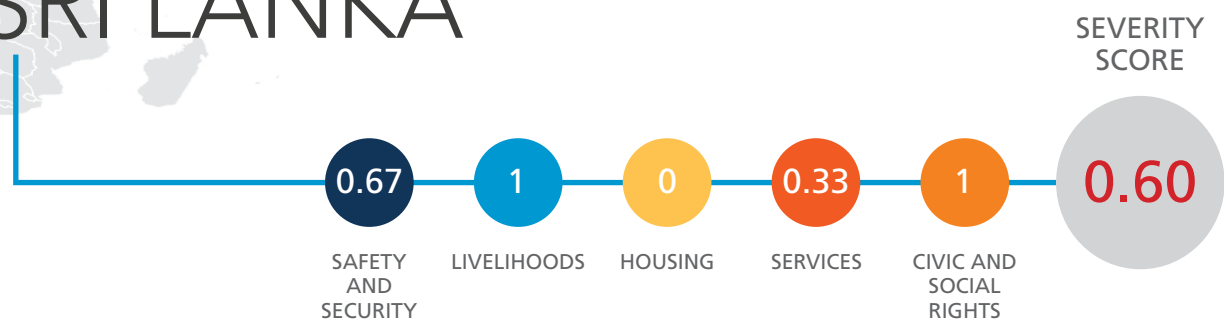 SRI LANKA
SEVERITY
SCORE
0.67
1
0
0.33
1
0.60
SAFETY
AND
SECURITY
LIVELIHOODS
HOUSING
SERVICES
CIVIC AND
SOCIAL
RIGHTS